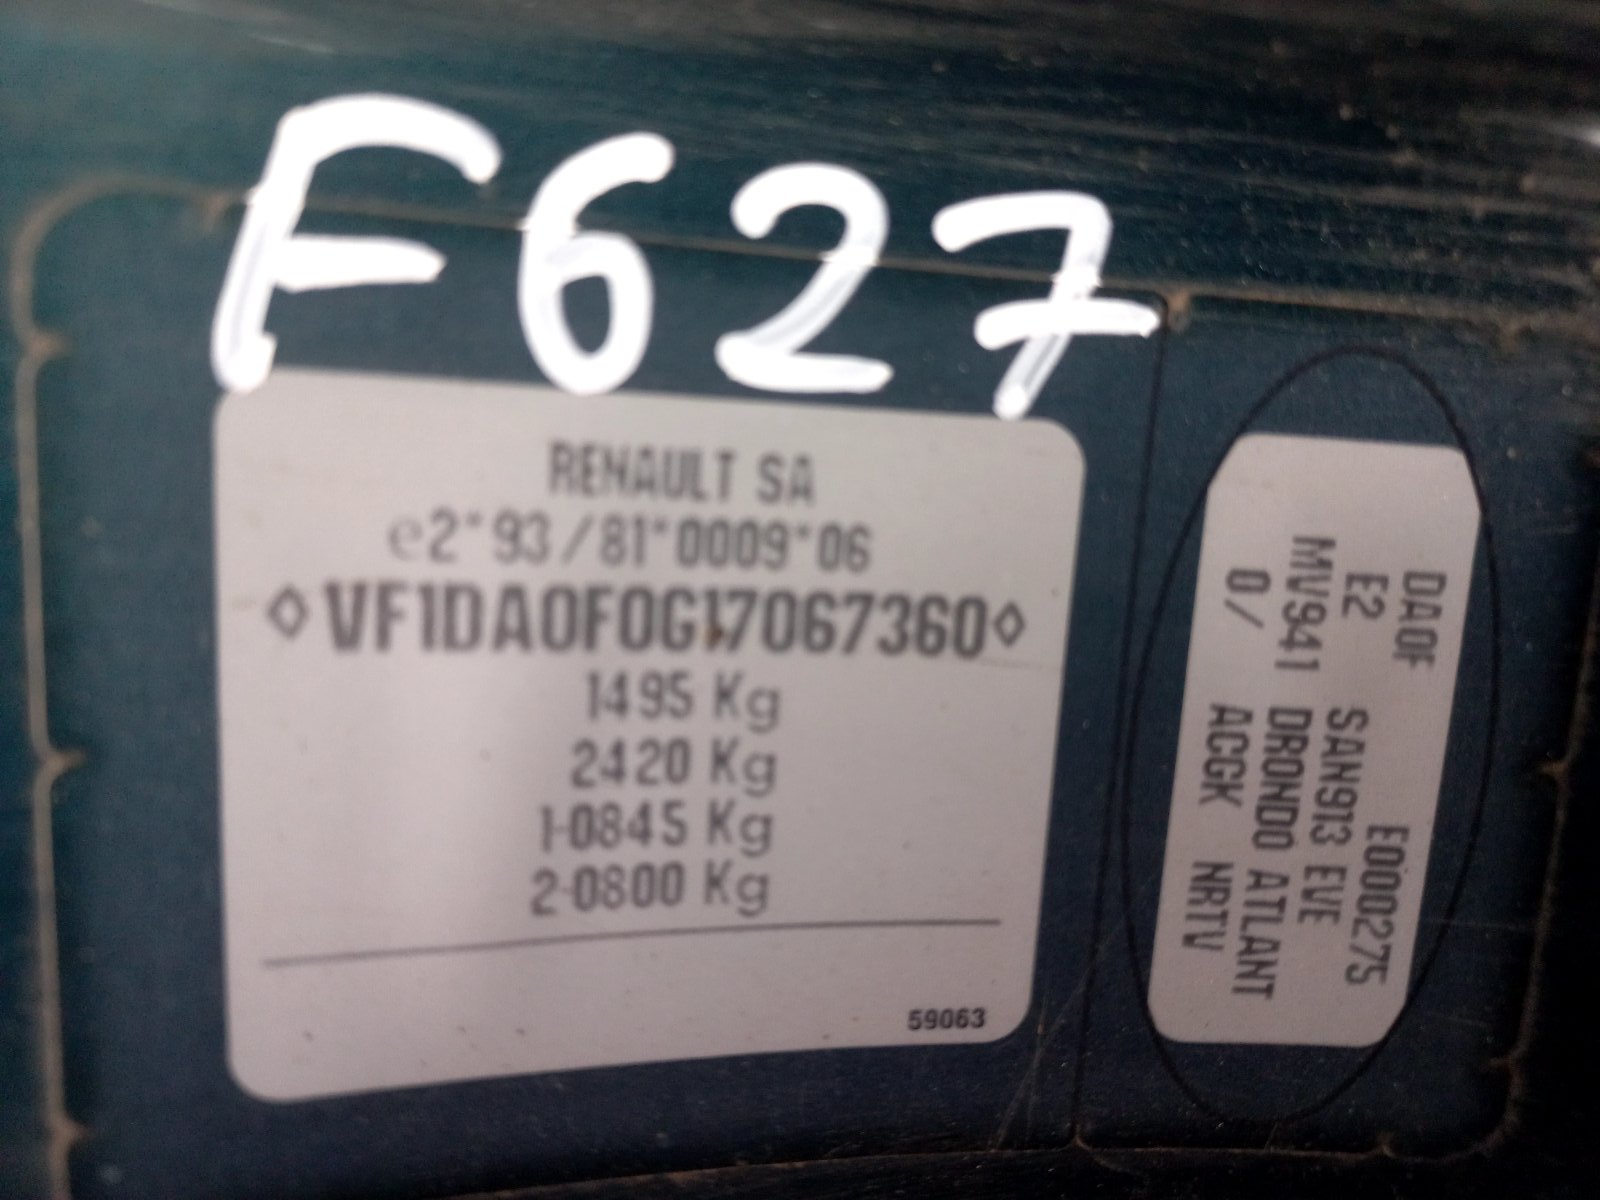 F627
RENAULT SA
e2*93/81*0009*06
◊VF1DA0F0G17067360◊
1495 Kg
2420 Kg
1-0845 Kg
2-0800 Kg
59063
DA0F E000275
E2 SAN913 EVE
MV941 DRONDO ATLANT
0/ ACGK NRTV